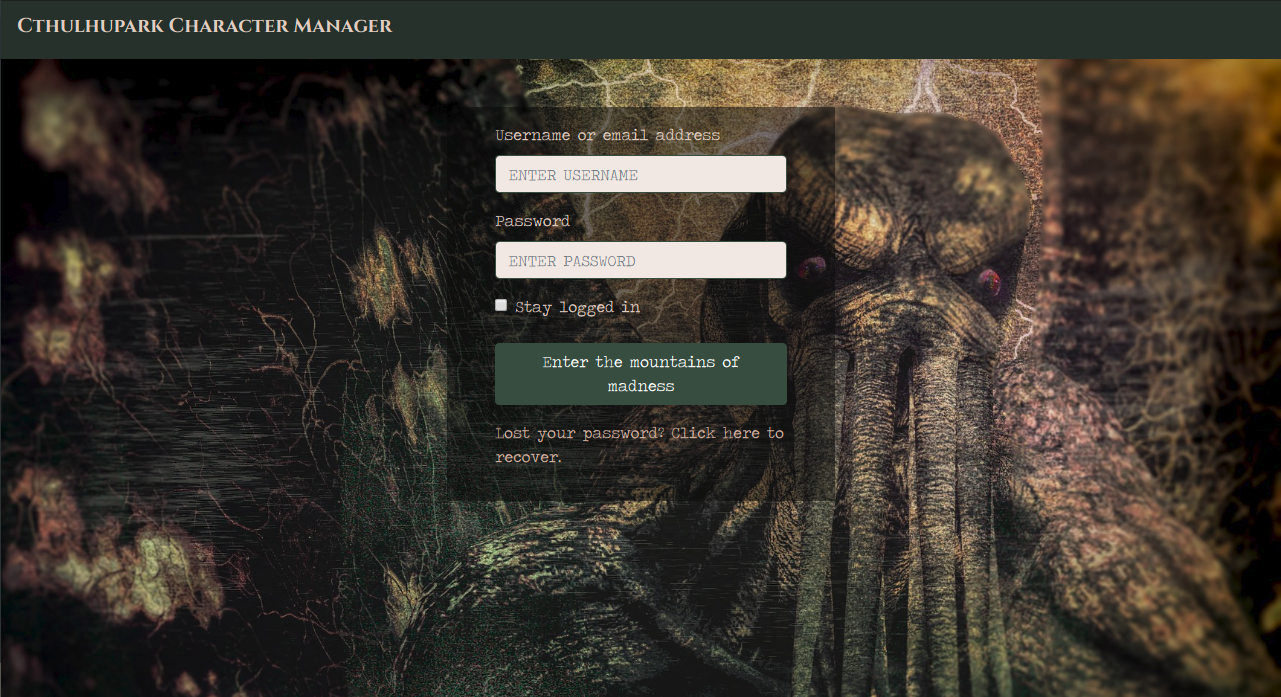 Cthulhupark Character Manager
Username or email address
ENTER USERNAME
Password
ENTER PASSWORD
Stay logged in
Enter the mountains of
madness
Lost your password? Click here to
recover.